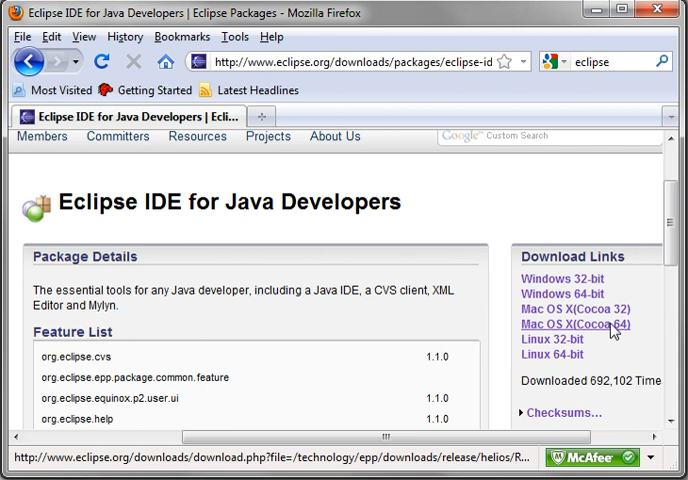 Eclipse IDE for Java Developers | Eclipse Packages - Mozilla Firefox
File Edit View History Bookmarks Tools Help
http://www.eclipse.org/downloads/packages/eclipse-id
eclipse
Most Visited Getting Started Latest Headlines
Eclipse IDE for Java Developers | Ecli...
Members Committers Resources Projects About Us
Google™ Custom Search
Eclipse IDE for Java Developers
Package Details
The essential tools for any Java developer, including a Java IDE, a CVS client, XML
Editor and Mylyn.
Feature List
org.eclipse.cvs 1.1.0
org.eclipse.epp.package.common.feature
org.eclipse.equinox.p2.user.ui 1.1.0
org.eclipse.help 1.1.0
Download Links
Windows 32-bit
Windows 64-bit
Mac OS X(Cocoa 32)
Mac OS X(Cocoa 64)
Linux 32-bit
Linux 64-bit
Downloaded 692,102 Time
Checksums...
http://www.eclipse.org/downloads/download.php?file=/technology/epp/downloads/release/helios/R...
McAfee